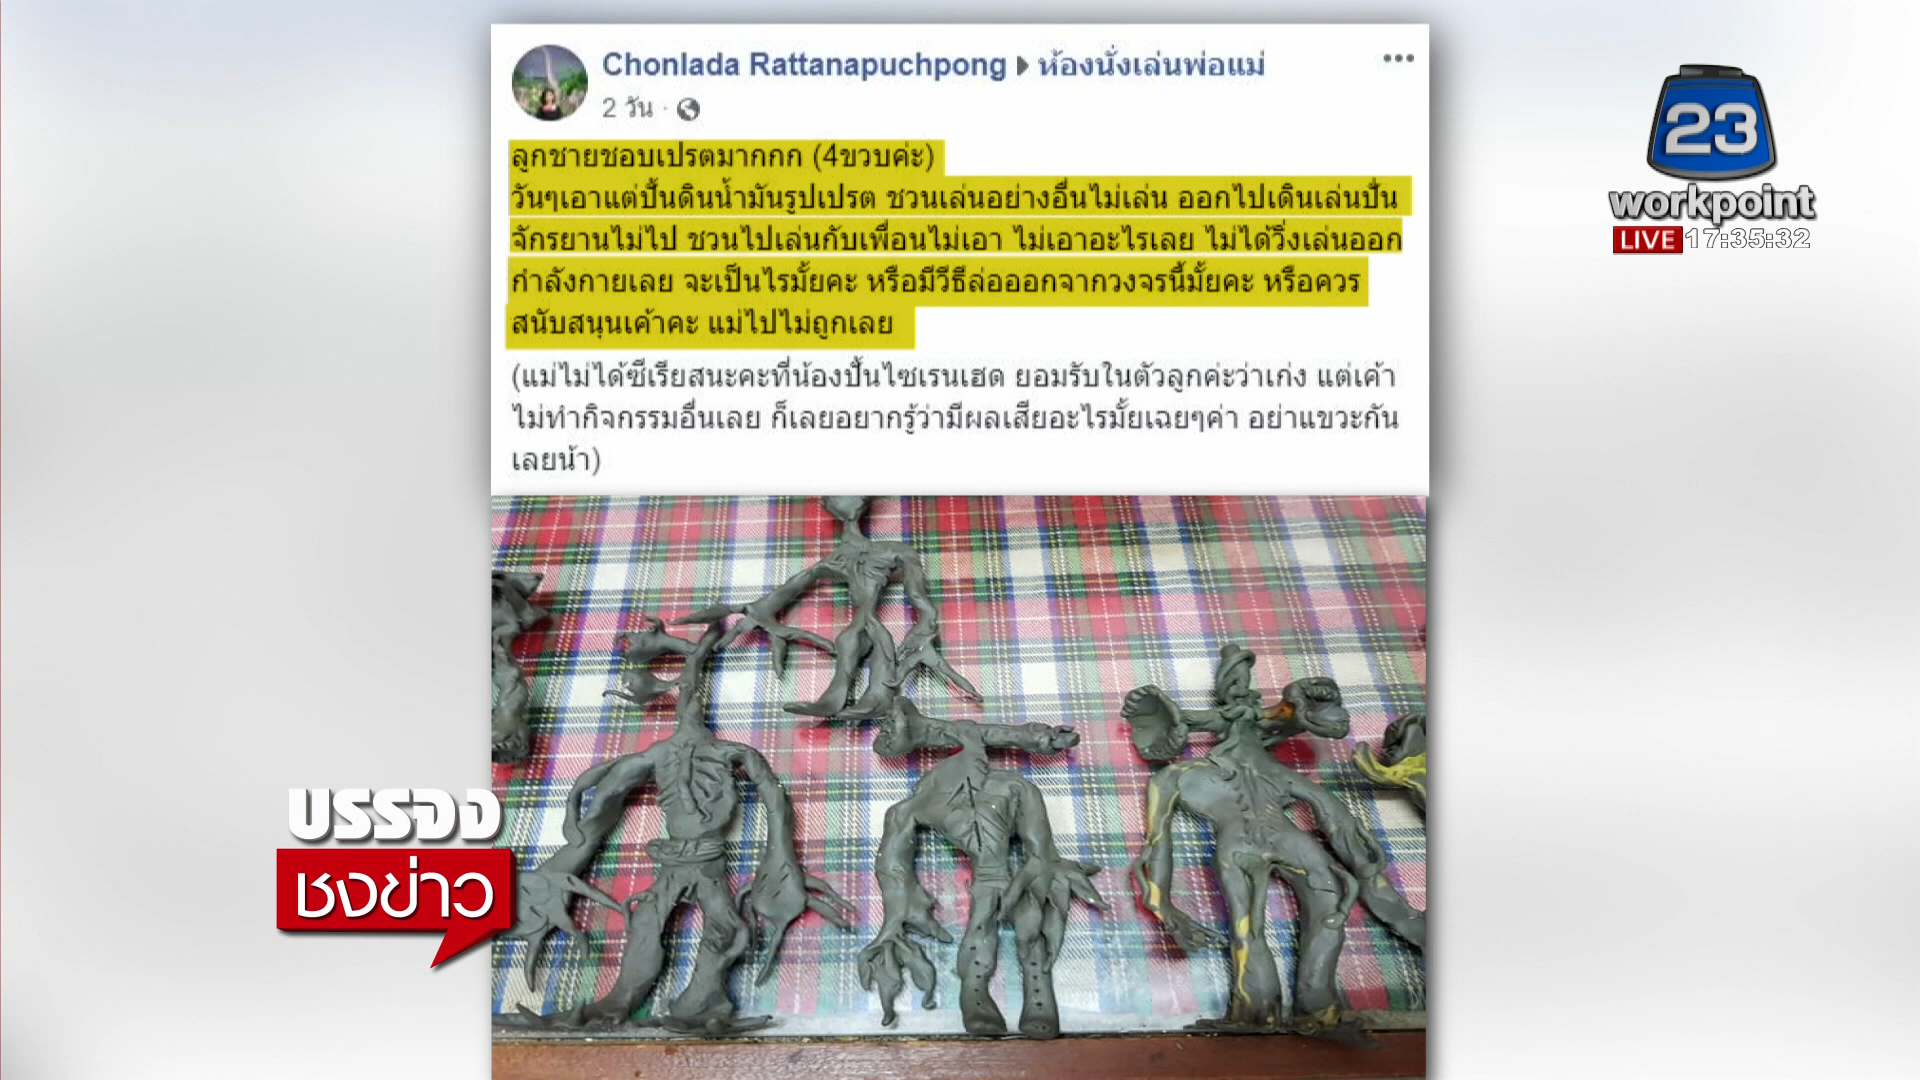 Chonlada Rattanapuchpong ▸ ห้องนั่งเล่นพ่อแม่
2 วัน ·
ลูกชายชอบเปรตมากกก (4ขวบค่ะ)
วันๆเอาแต่ปั้นดินน้ำมันรูปเปรต ชวนเล่นอย่างอื่นไม่เล่น ออกไปเดินเล่นปั่น
จักรยานไม่ไป ชวนไปเล่นกับเพื่อนไม่เอา ไม่เอาอะไรเลย ไม่ได้วิ่งเล่นออก
กำลังกายเลย จะเป็นไรมั้ยคะ หรือมีวีธีล่อออกจากวงจรนี้มั้ยคะ หรือควร
สนับสนุนเค้าคะ แม่ไปไม่ถูกเลย
(แม่ไม่ได้ซีเรียสนะคะที่น้องปั้นไซเรนเฮด ยอมรับในตัวลูกค่ะว่าเก่ง แต่เค้า
ไม่ทำกิจกรรมอื่นเลย ก็เลยอยากรู้ว่ามีผลเสียอะไรมั้ยเฉยๆค่า อย่าแขวะกัน
เลยน้า)
23
workpoint
LIVE 17:35:32
บรรจง
ชงข่าว